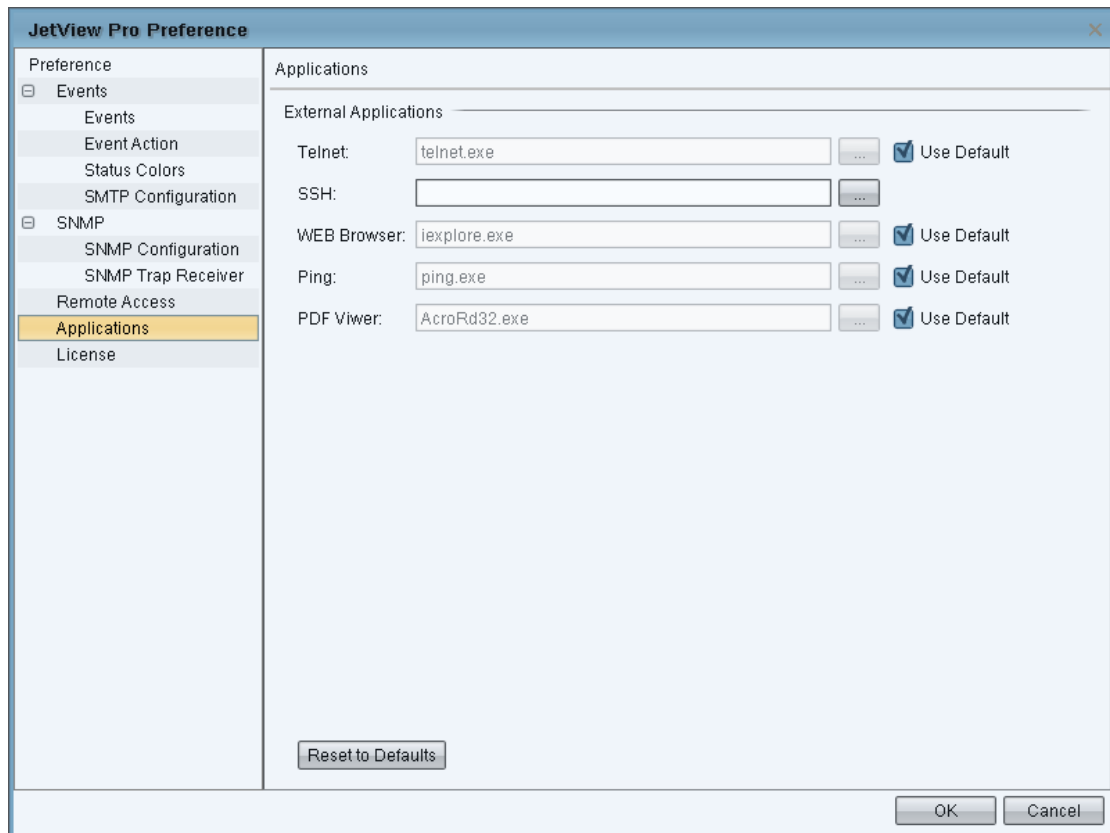 JetView Pro Preference
Preference
Events
Events
Event Action
Status Colors
SMTP Configuration
SNMP
SNMP Configuration
SNMP Trap Receiver
Remote Access
Applications
License
Applications
External Applications
Telnet: telnet.exe ... Use Default
SSH: ...
WEB Browser: iexplore.exe ... Use Default
Ping: ping.exe ... Use Default
PDF Viwer: AcroRd32.exe ... Use Default
Reset to Defaults
OK Cancel